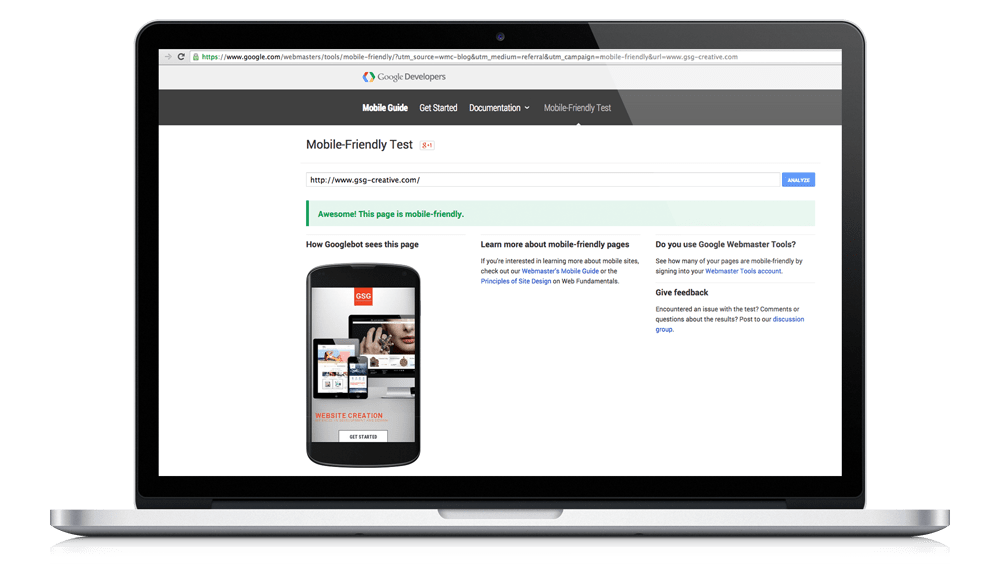 https://www.google.com/webmasters/tools/mobile-friendly/?utm_source=wmc-blog&utm_medium=referral&utm_campaign=mobile-friendly&url=www.gsg-creative.com
Google Developers
Mobile Guide Get Started Documentation Mobile-Friendly Test
Mobile-Friendly Test g+1
http://www.gsg-creative.com/ ANALYZE
Awesome! This page is mobile-friendly.
How Googlebot sees this page
GSG
WEBSITE CREATION
GET STARTED
Learn more about mobile-friendly pages
If you're interested in learning more about mobile sites,
check out our Webmaster's Mobile Guide or the
Principles of Site Design on Web Fundamentals.
Do you use Google Webmaster Tools?
See how many of your pages are mobile-friendly by
signing into your Webmaster Tools account.
Give feedback
Encountered an issue with the test? Comments or
questions about the results? Post to our discussion
group.